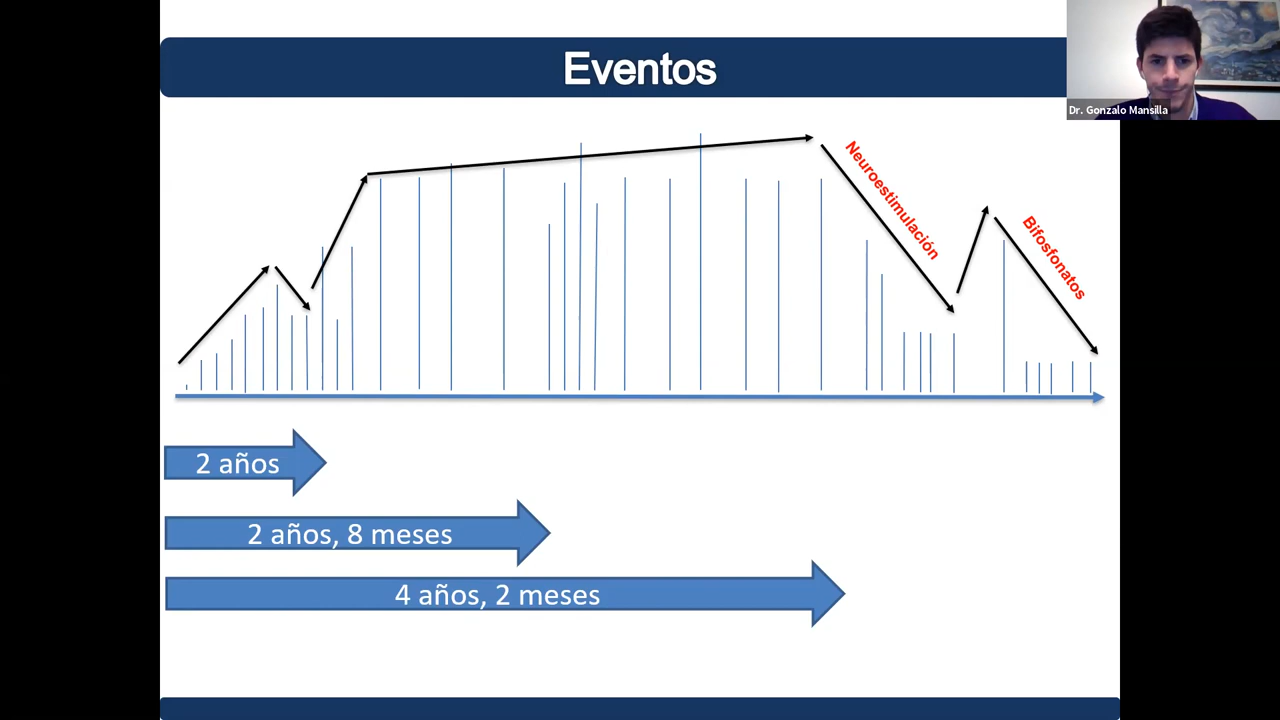 Eventos
Dr. Gonzalo Mansilla
Neuroestimulación
Bifosfonatos
2 años
2 años, 8 meses
4 años, 2 meses